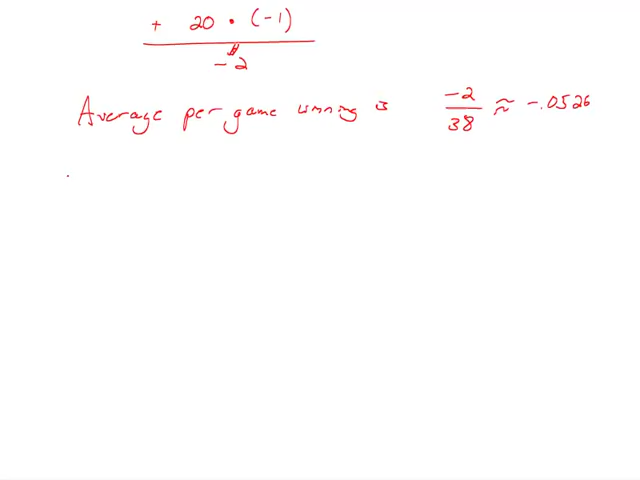 + 20 · (-1)
-2
Average per game winning is -2/38 ≈ -.0526